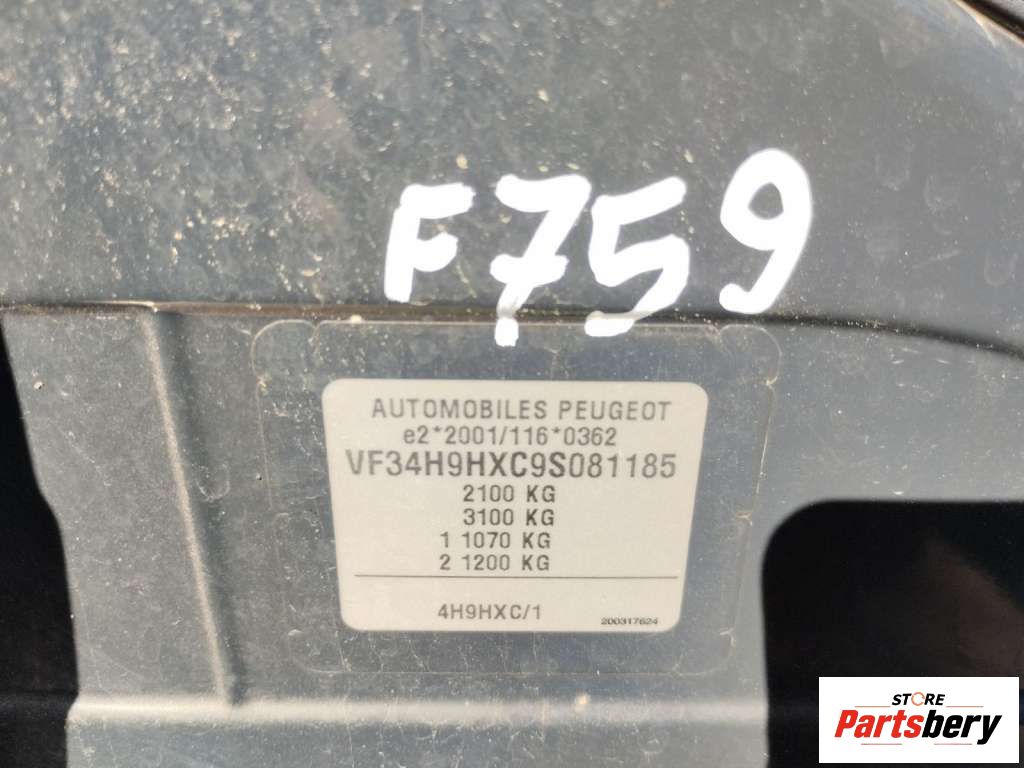 F759
AUTOMOBILES PEUGEOT
e2*2001/116*0362
VF34H9HXC9S081185
2100 KG
3100 KG
1 1070 KG
2 1200 KG
4H9HXC/1
200317624
STORE
Partsbery